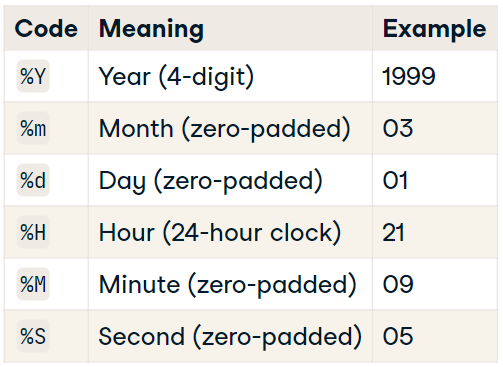 Code Meaning Example
%Y Year (4-digit) 1999
%m Month (zero-padded) 03
%d Day (zero-padded) 01
%H Hour (24-hour clock) 21
%M Minute (zero-padded) 09
%S Second (zero-padded) 05